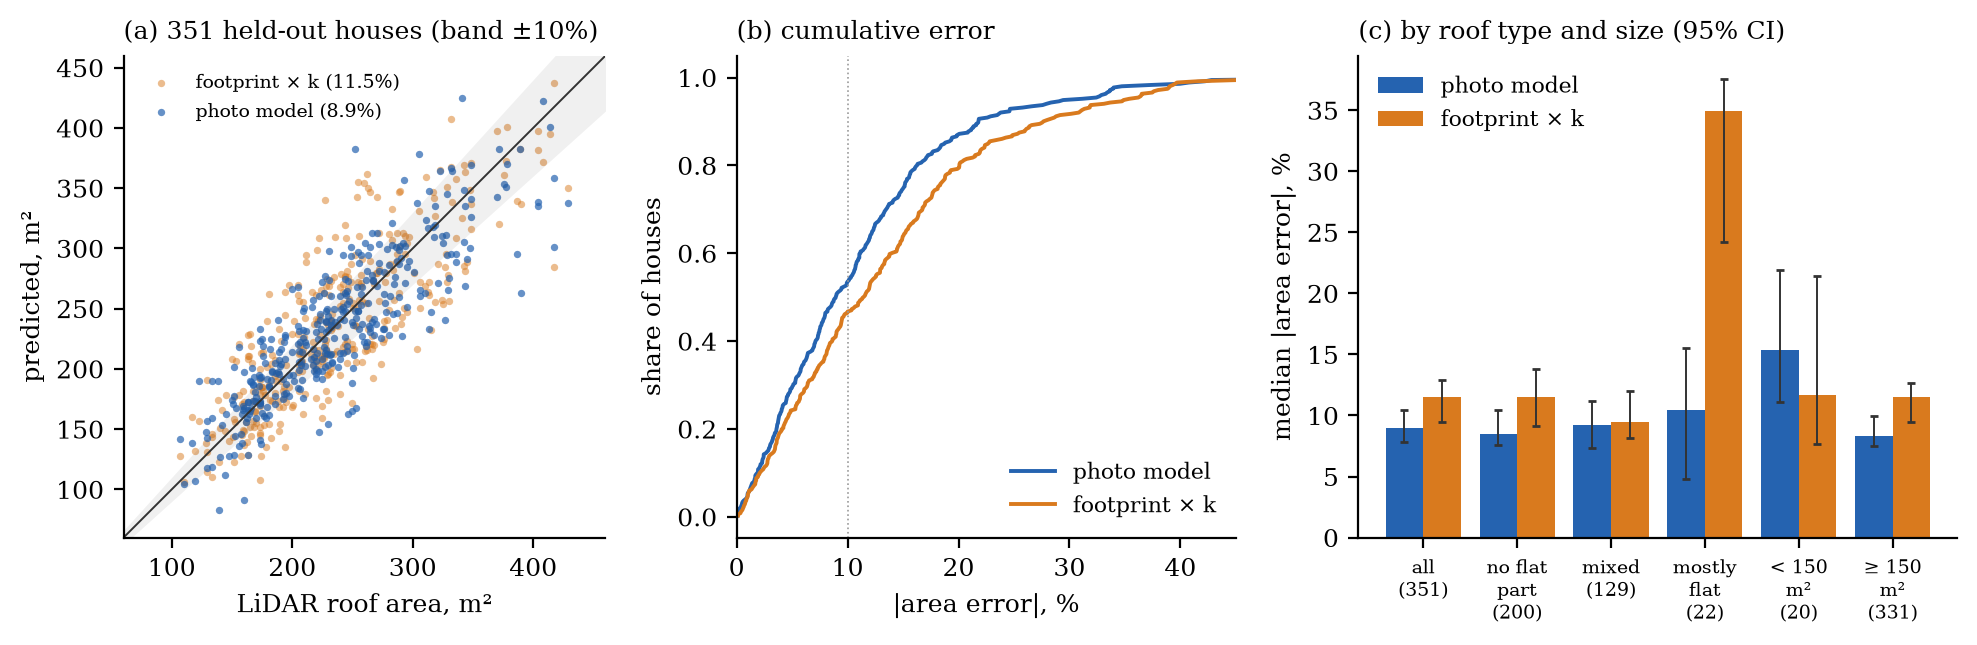 (a) 351 held-out houses (band ±10%)
footprint × k (11.5%)
photo model (8.9%)
450
400
350
300
250
200
150
100
predicted, m²
100
200
300
400
LiDAR roof area, m²
(b) cumulative error
1.0
0.8
0.6
0.4
0.2
0.0
share of houses
photo model
footprint × k
0
10
20
30
40
|area error|, %
(c) by roof type and size (95% CI)
photo model
footprint × k
35
30
25
20
15
10
5
0
median |area error|, %
all
(351)
no flat
part
(200)
mixed
(129)
mostly
flat
(22)
< 150
m²
(20)
≥ 150
m²
(331)